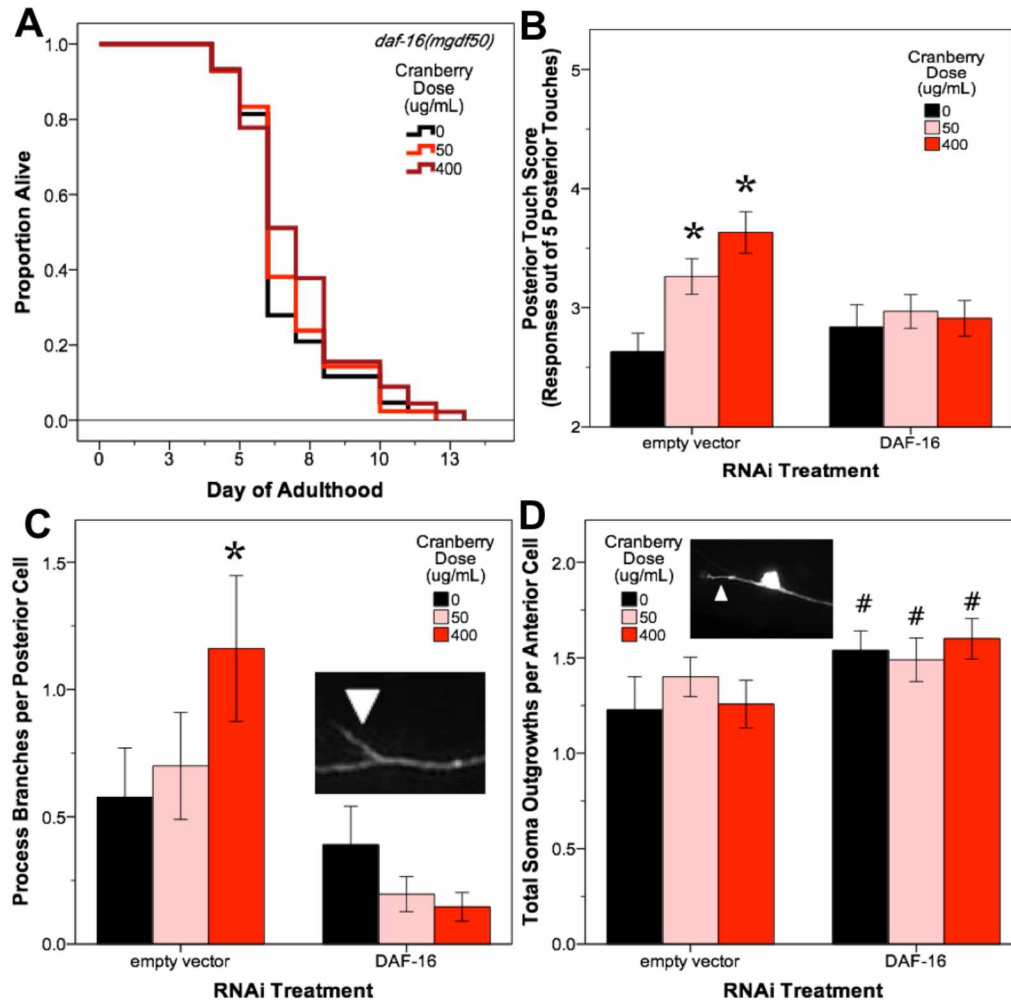 A
daf-16(mgdf50)
Cranberry
Dose
(ug/mL)
0
50
400
Proportion Alive
1.0
0.8
0.6
0.4
0.2
0.0
0
3
5
8
10
13
Day of Adulthood
B
Cranberry
Dose
(ug/mL)
0
50
400
Posterior Touch Score
(Responses out of 5 Posterior Touches)
5
4
3
2
*
*
empty vector
DAF-16
RNAi Treatment
C
Cranberry
Dose
(ug/mL)
0
50
400
Process Branches per Posterior Cell
1.5
1.0
0.5
0.0
*
empty vector
DAF-16
RNAi Treatment
D
Cranberry
Dose
(ug/mL)
0
50
400
Total Soma Outgrowths per Anterior Cell
2.0
1.5
1.0
0.5
0.0
# # #
empty vector
DAF-16
RNAi Treatment